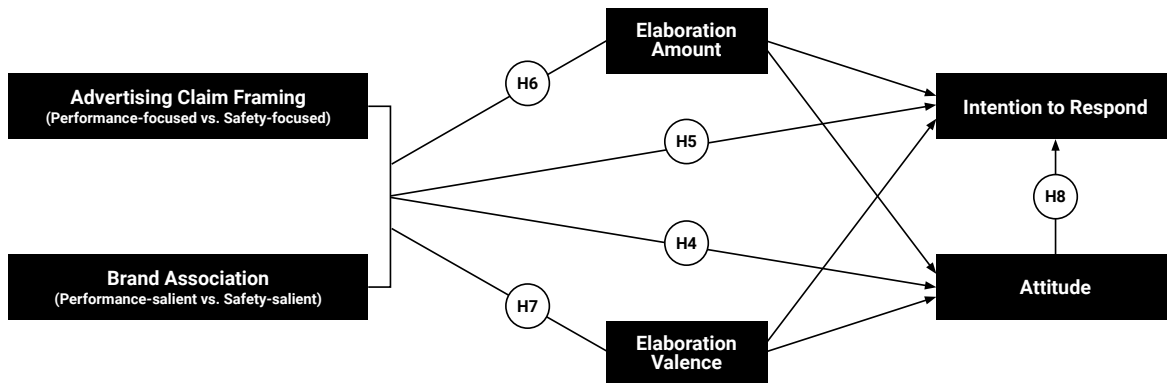 Elaboration
Amount
H6
Advertising Claim Framing
(Performance-focused vs. Safety-focused)
Intention to Respond
H5
H8
H4
Brand Association
(Performance-salient vs. Safety-salient)
Attitude
H7
Elaboration
Valence